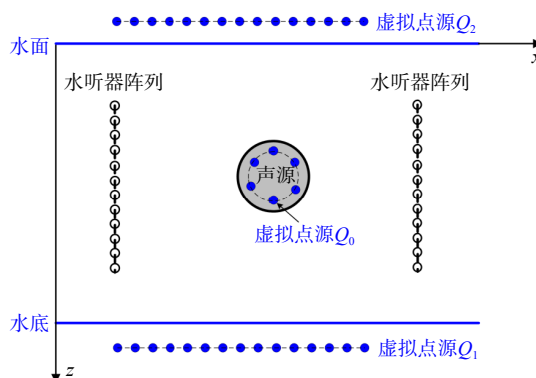 虚拟点源Q₂
水面
x
水听器阵列
水听器阵列
声源
虚拟点源Q₀
水底
虚拟点源Q₁
z